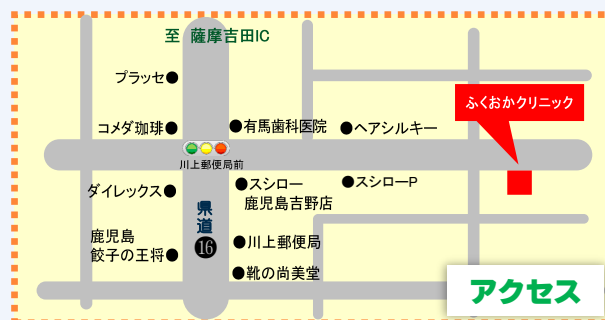 至 薩摩吉田IC
プラッセ●
ふくおかクリニック
コメダ珈琲●
●有馬歯科医院
●ヘアシルキー
川上郵便局前
ダイレックス●
●スシロー
鹿児島吉野店
●スシローP
県道
16
鹿児島
餃子の王将●
●川上郵便局
●靴の尚美堂
アクセス